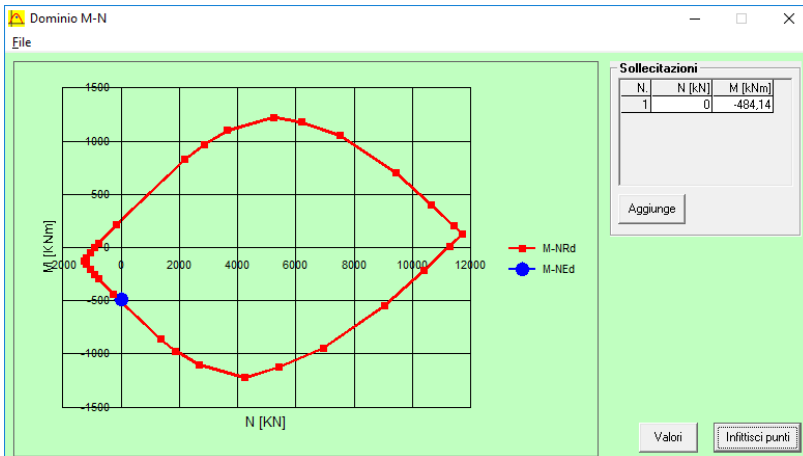 Dominio M-N
File
1500
1000
500
0
-2000 0 2000 4000 6000 8000 10000 12000
-500
-1000
-1500
M [KNm]
N [KN]
M-NRd
M-NEd
Sollecitazioni
N. N [kN] M [kNm]
1 0 -484,14
Aggiunge
Valori
Infittisci punti